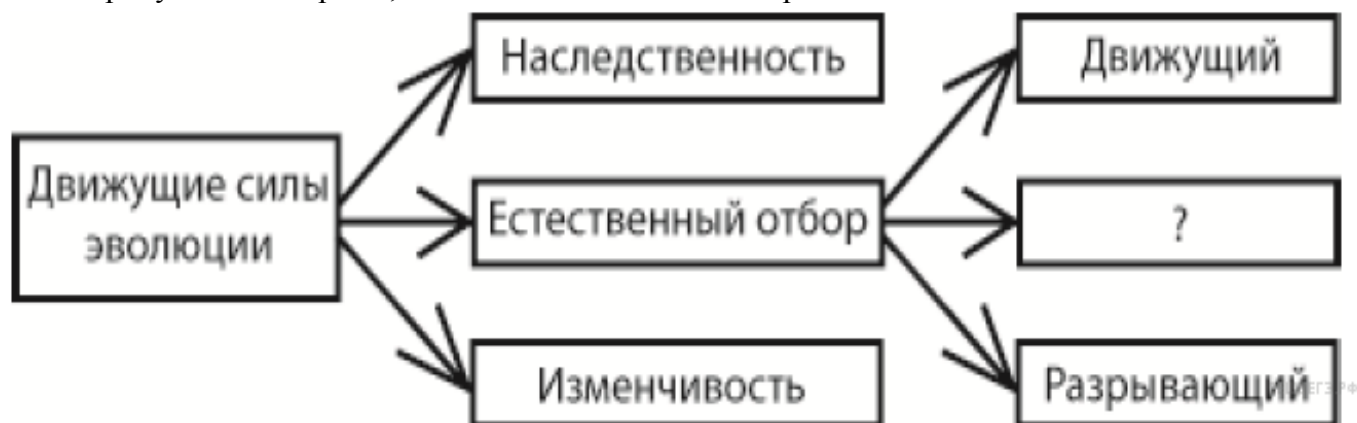 Наследственность
Движущий
Движущие силы
эволюции
Естественный отбор
?
Изменчивость
Разрывающий